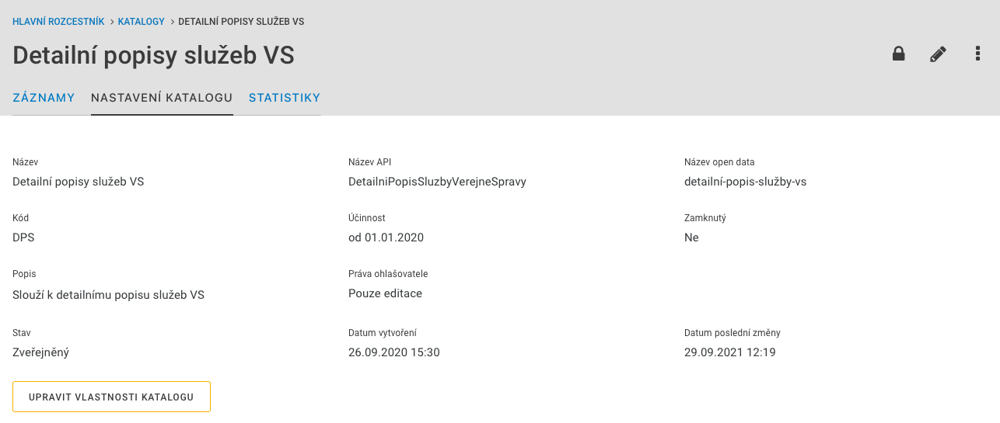 HLAVNÍ ROZCESTNÍK > KATALOGY > DETAILNÍ POPISY SLUŽEB VS
Detailní popisy služeb VS
ZÁZNAMY NASTAVENÍ KATALOGU STATISTIKY
Název Název API Název open data
Detailní popisy služeb VS DetailniPopisSluzbyVerejneSpravy detailní-popis-služby-vs
Kód Účinnost Zamknutý
DPS od 01.01.2020 Ne
Popis Práva ohlašovatele
Slouží k detailnímu popisu služeb VS Pouze editace
Stav Datum vytvoření Datum poslední změny
Zveřejněný 26.09.2020 15:30 29.09.2021 12:19
UPRAVIT VLASTNOSTI KATALOGU